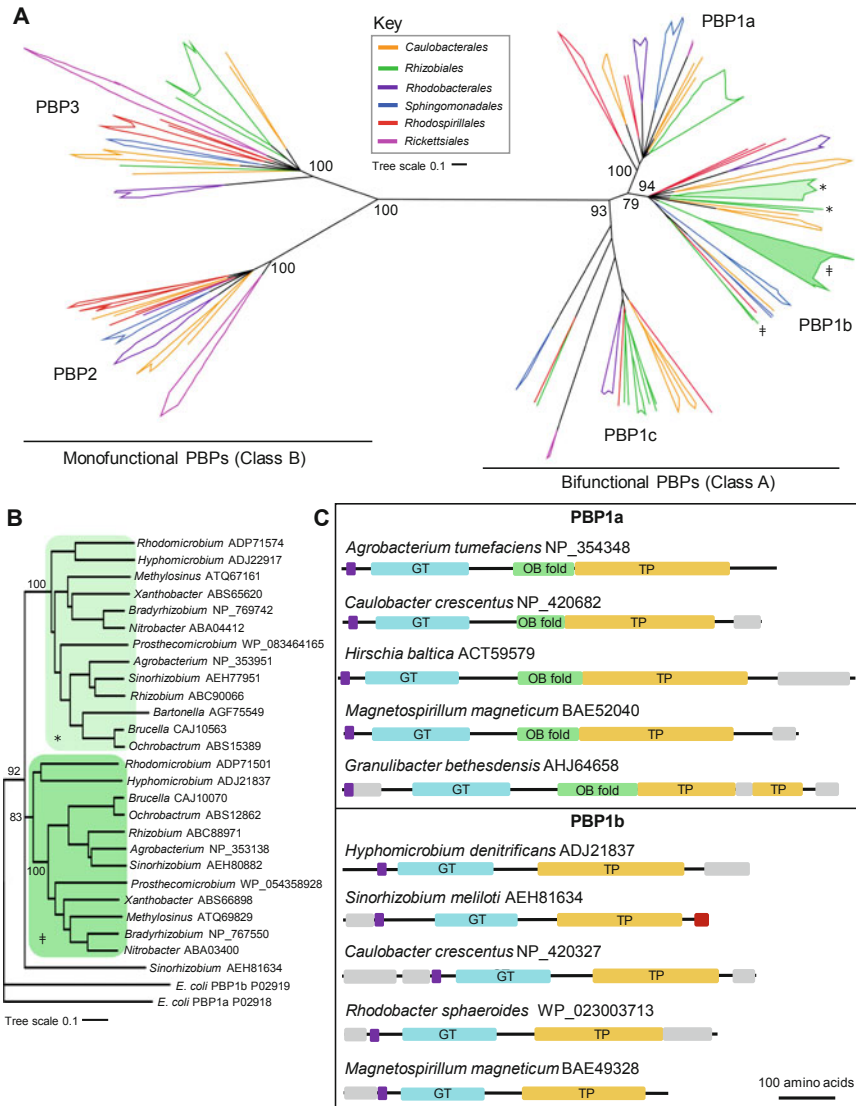 A
Key
Caulobacterales
Rhizobiales
Rhodobacterales
Sphingomonadales
Rhodospirillales
Rickettsiales
Tree scale 0.1
PBP3
100
100
100
PBP2
Monofunctional PBPs (Class B)
PBP1a
100
94
79
93
*
*
ǂ
PBP1b
ǂ
PBP1c
Bifunctional PBPs (Class A)
B
Rhodomicrobium ADP71574
Hyphomicrobium ADJ22917
Methylosinus ATQ67161
100
Xanthobacter ABS65620
Bradyrhizobium NP_769742
Nitrobacter ABA04412
Prosthecomicrobium WP_083464165
Agrobacterium NP_353951
Sinorhizobium AEH77951
Rhizobium ABC90066
Bartonella AGF75549
Brucella CAJ10563
*
Ochrobactrum ABS15389
Rhodomicrobium ADP71501
92
Hyphomicrobium ADJ21837
Brucella CAJ10070
Ochrobactrum ABS12862
83
Rhizobium ABC88971
Agrobacterium NP_353138
Sinorhizobium AEH80882
100
Prosthecomicrobium WP_054358928
Xanthobacter ABS66898
Methylosinus ATQ69829
ǂ
Bradyrhizobium NP_767550
Nitrobacter ABA03400
Sinorhizobium AEH81634
E. coli PBP1b P02919
E. coli PBP1a P02918
Tree scale 0.1
C
PBP1a
Agrobacterium tumefaciens NP_354348
GT OB fold TP
Caulobacter crescentus NP_420682
GT OB fold TP
Hirschia baltica ACT59579
GT OB fold TP
Magnetospirillum magneticum BAE52040
GT OB fold TP
Granulibacter bethesdensis AHJ64658
GT OB fold TP TP
PBP1b
Hyphomicrobium denitrificans ADJ21837
GT TP
Sinorhizobium meliloti AEH81634
GT TP
Caulobacter crescentus NP_420327
GT TP
Rhodobacter sphaeroides WP_023003713
GT TP
Magnetospirillum magneticum BAE49328
GT TP
100 amino acids